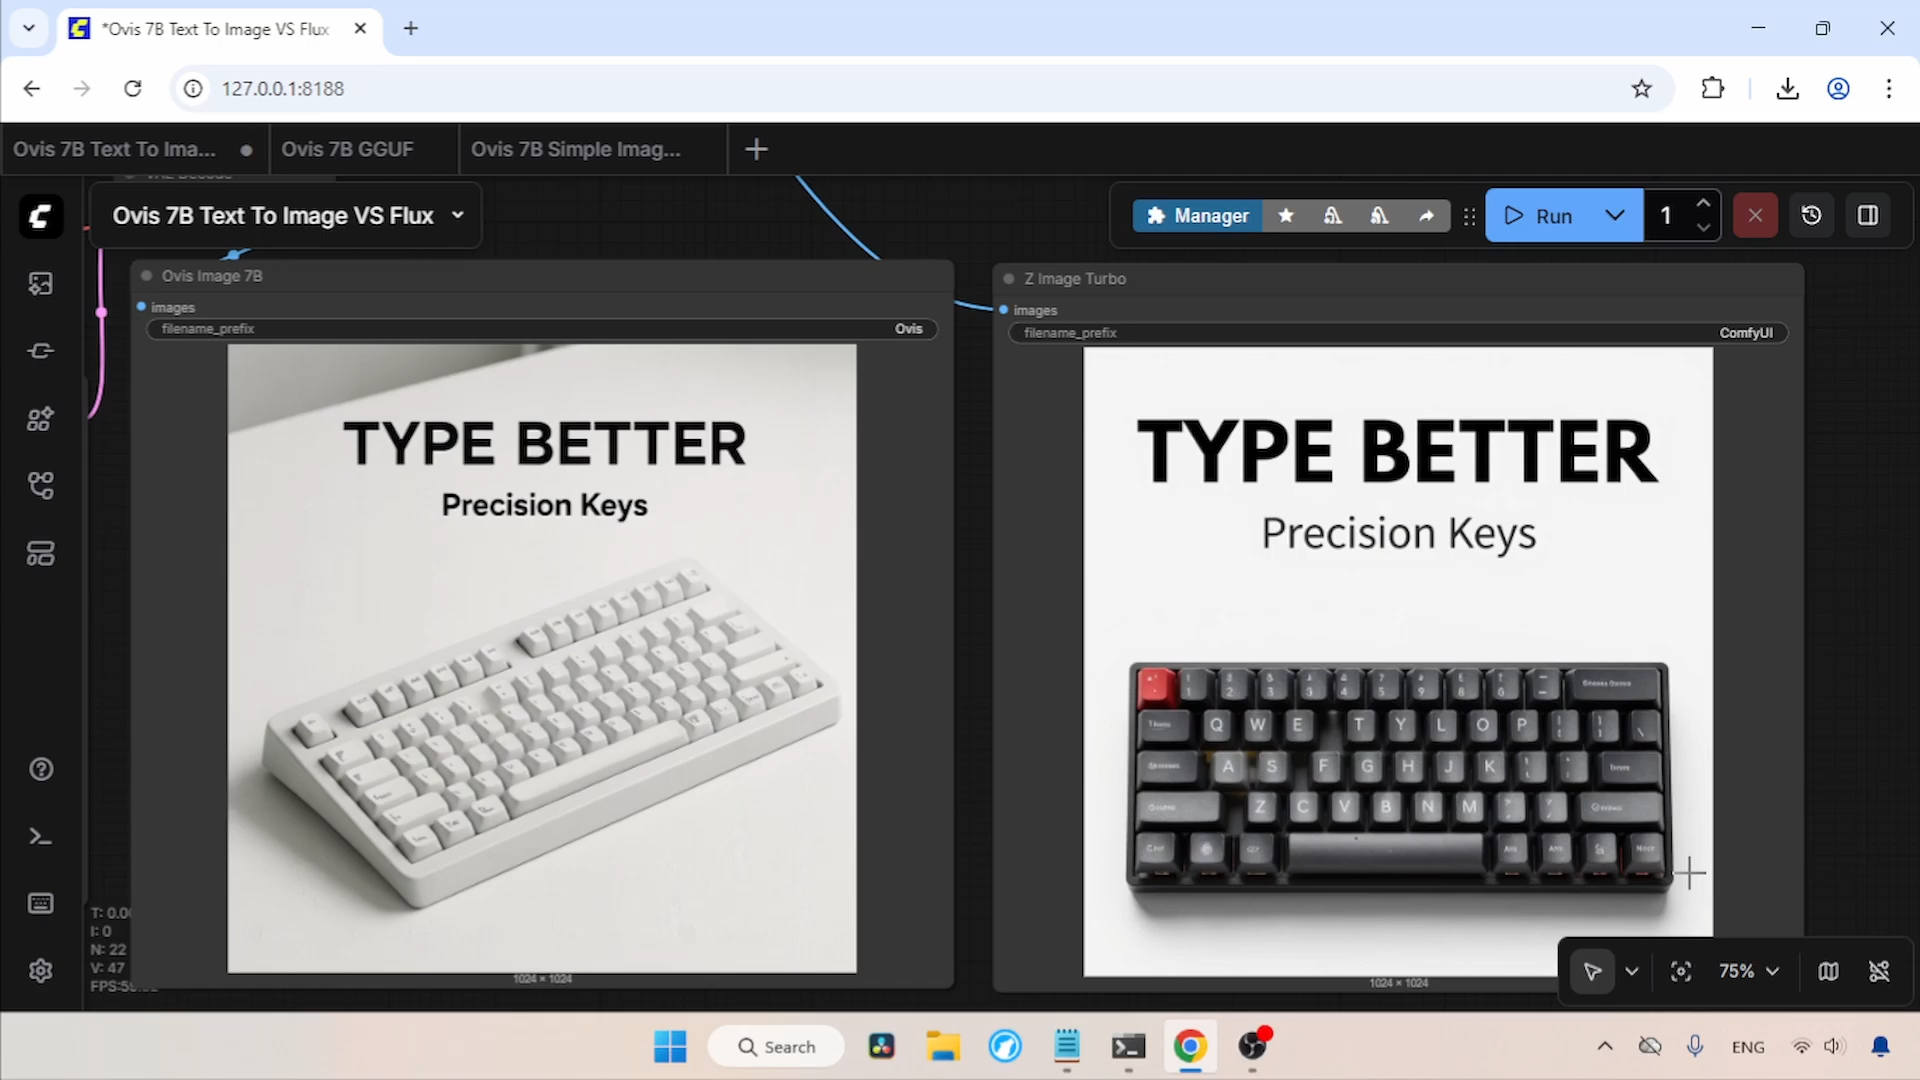 *Ovis 7B Text To Image VS Flux
127.0.0.1:8188
Ovis 7B Text To Ima...
Ovis 7B GGUF
Ovis 7B Simple Imag...
Ovis 7B Text To Image VS Flux
Manager
Run
1
Ovis Image 7B
images
filename_prefix
Ovis
TYPE BETTER
Precision Keys
1024 × 1024
Z Image Turbo
images
filename_prefix
ComfyUI
TYPE BETTER
Precision Keys
Q W E T Y L O P
A S F G H J K
Z C V B N M
1024 × 1024
T: 0.00
I: 0
N: 22
V: 47
75%
Search
ENG